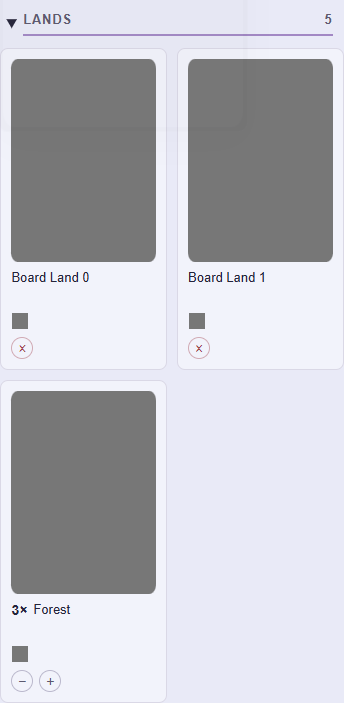 ▼ LANDS 5
Board Land 0 Board Land 1
× ×
3× Forest
− +